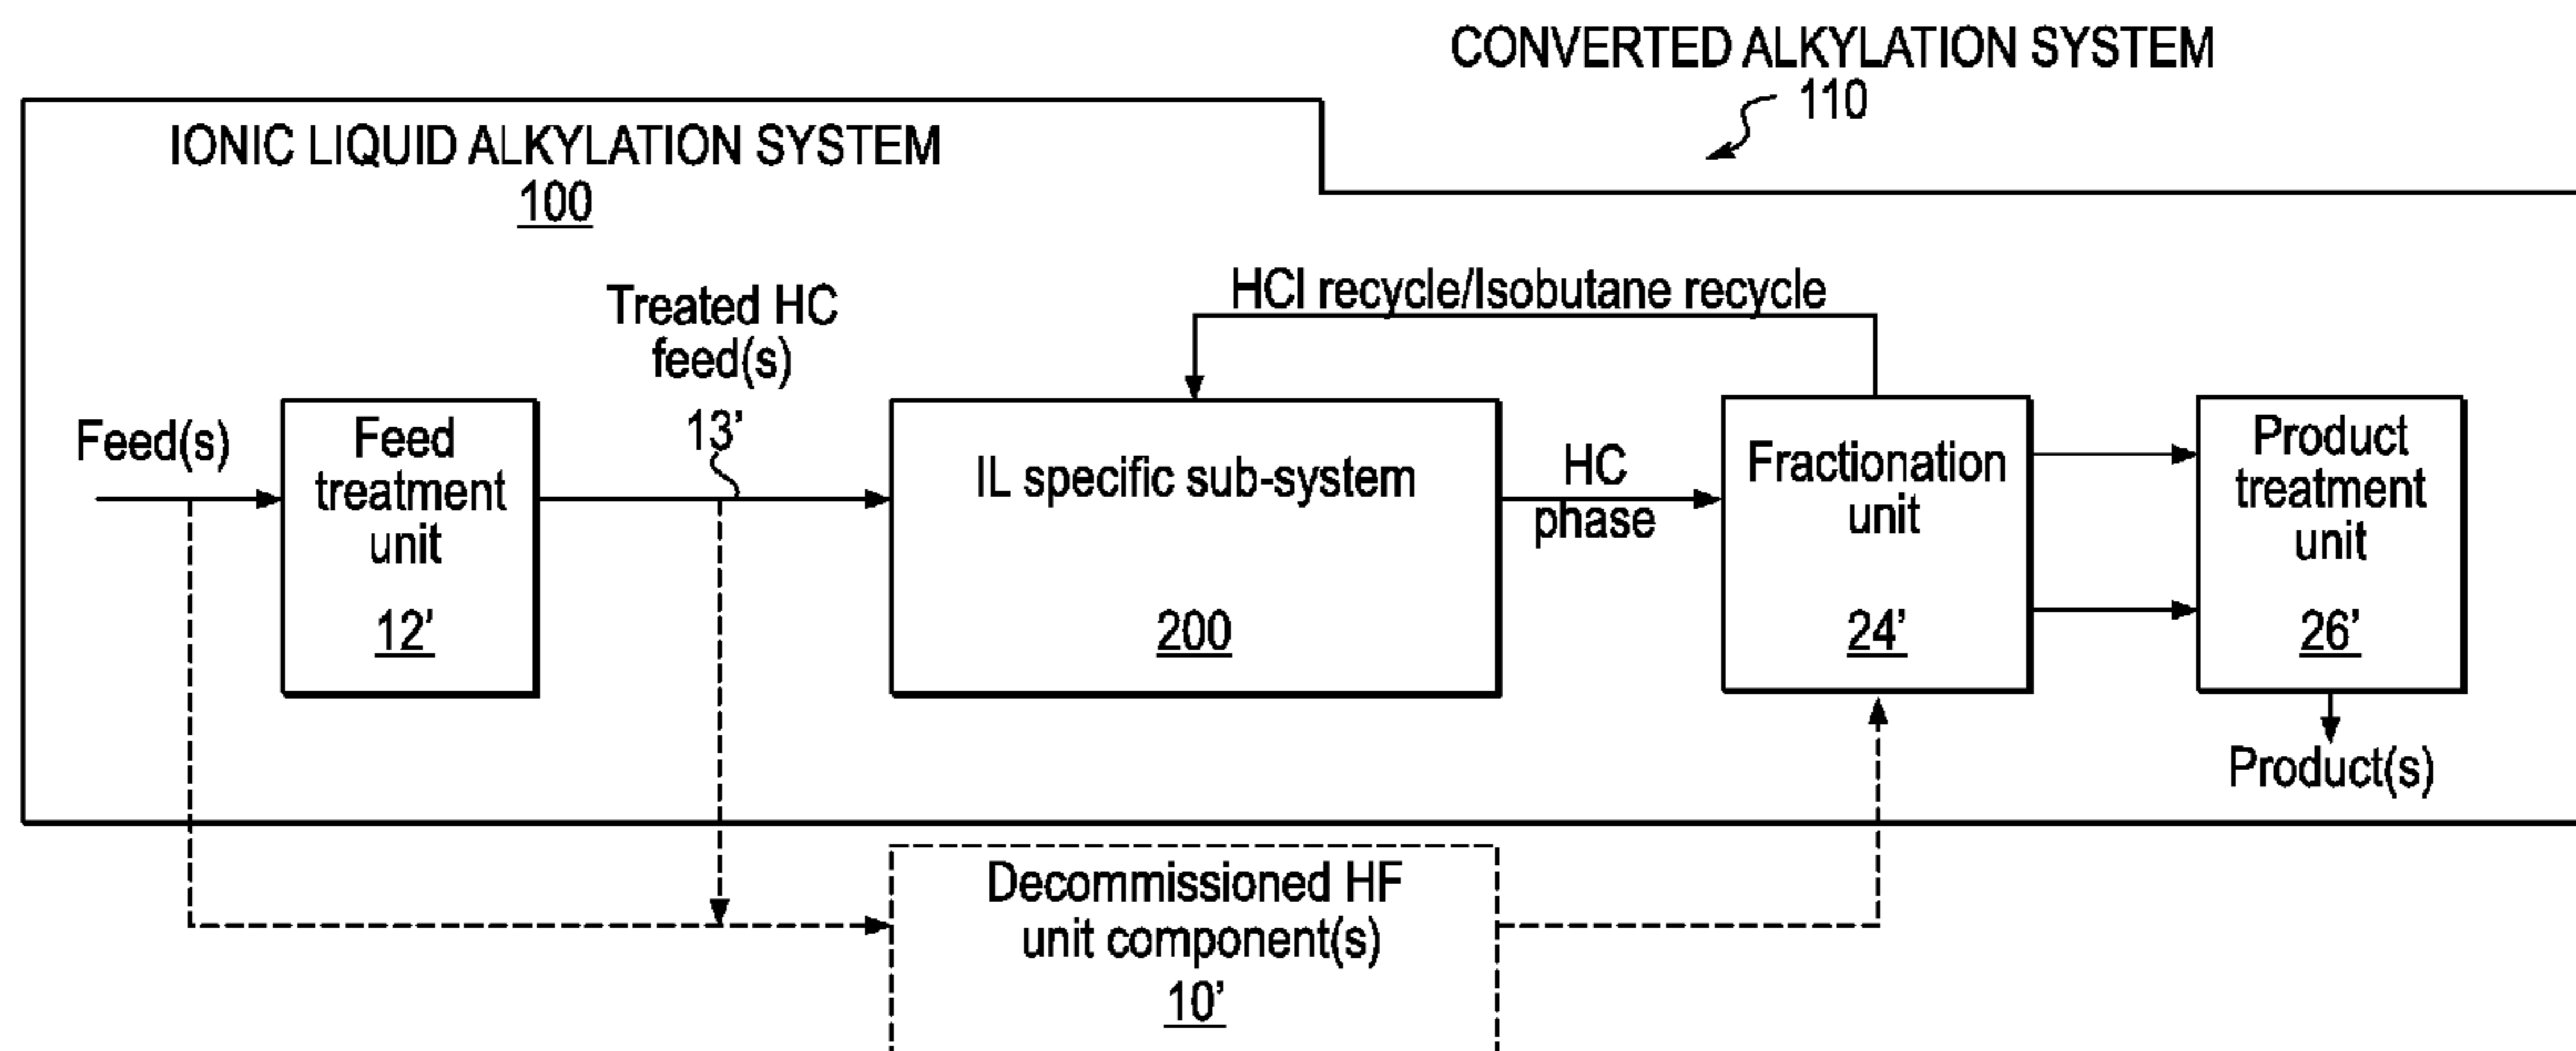 CONVERTED ALKYLATION SYSTEM
110
IONIC LIQUID ALKYLATION SYSTEM
100
HCl recycle/Isobutane recycle
Treated HC
feed(s)
13’
Feed(s)
Feed
treatment
unit
12’
IL specific sub-system
200
HC
phase
Fractionation
unit
24’
Product
treatment
unit
26’
Product(s)
Decommissioned HF
unit component(s)
10’